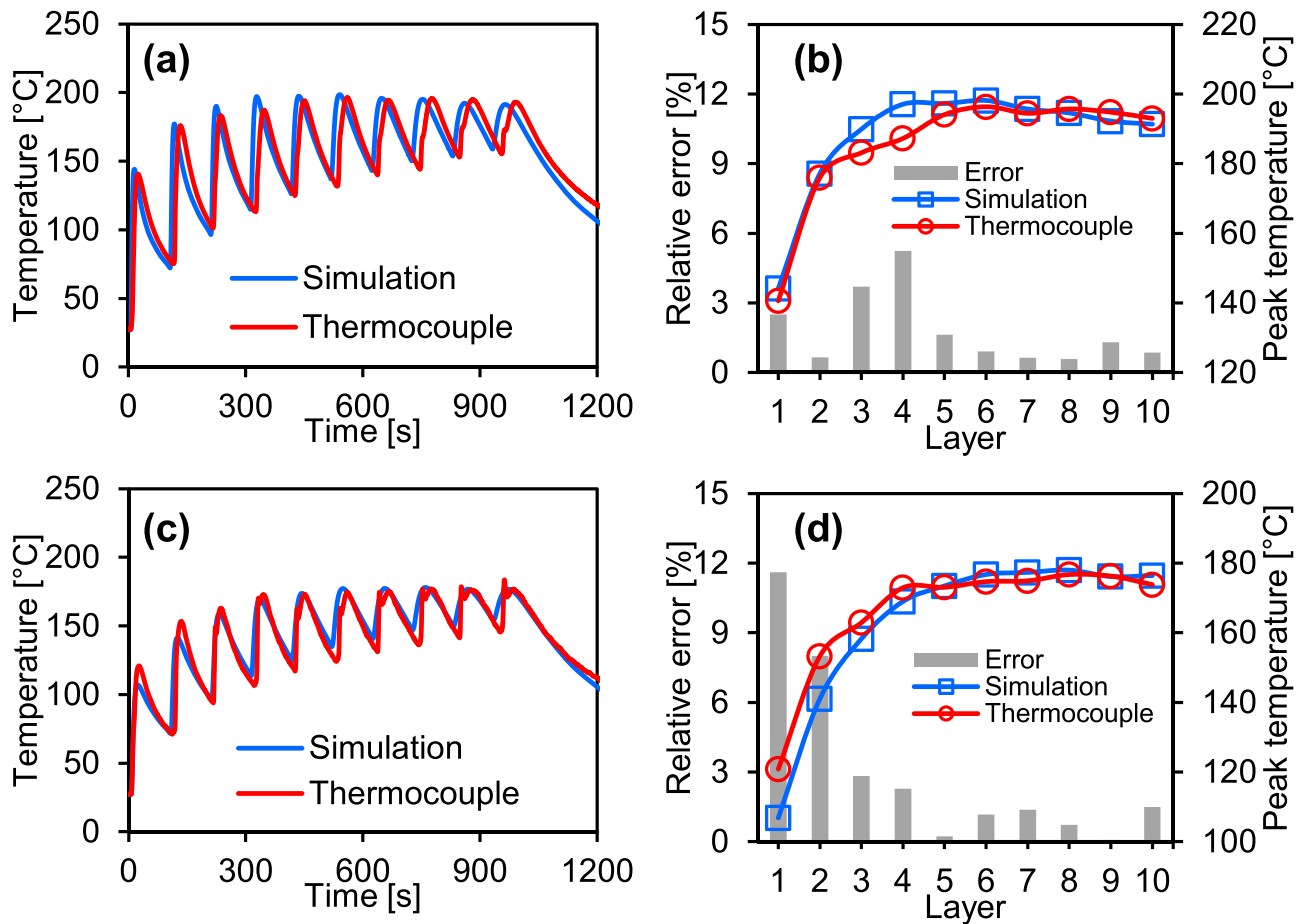 (a)
Temperature [°C]
250
200
150
100
50
0
Simulation
Thermocouple
0 300 600 900 1200
Time [s]
(b)
Relative error [%]
15
12
9
6
3
0
Error
Simulation
Thermocouple
220
200
180
160
140
120
Peak temperature [°C]
1 2 3 4 5 6 7 8 9 10
Layer
(c)
Temperature [°C]
250
200
150
100
50
0
Simulation
Thermocouple
0 300 600 900 1200
Time [s]
(d)
Relative error [%]
15
12
9
6
3
0
Error
Simulation
Thermocouple
200
180
160
140
120
100
Peak temperature [°C]
1 2 3 4 5 6 7 8 9 10
Layer